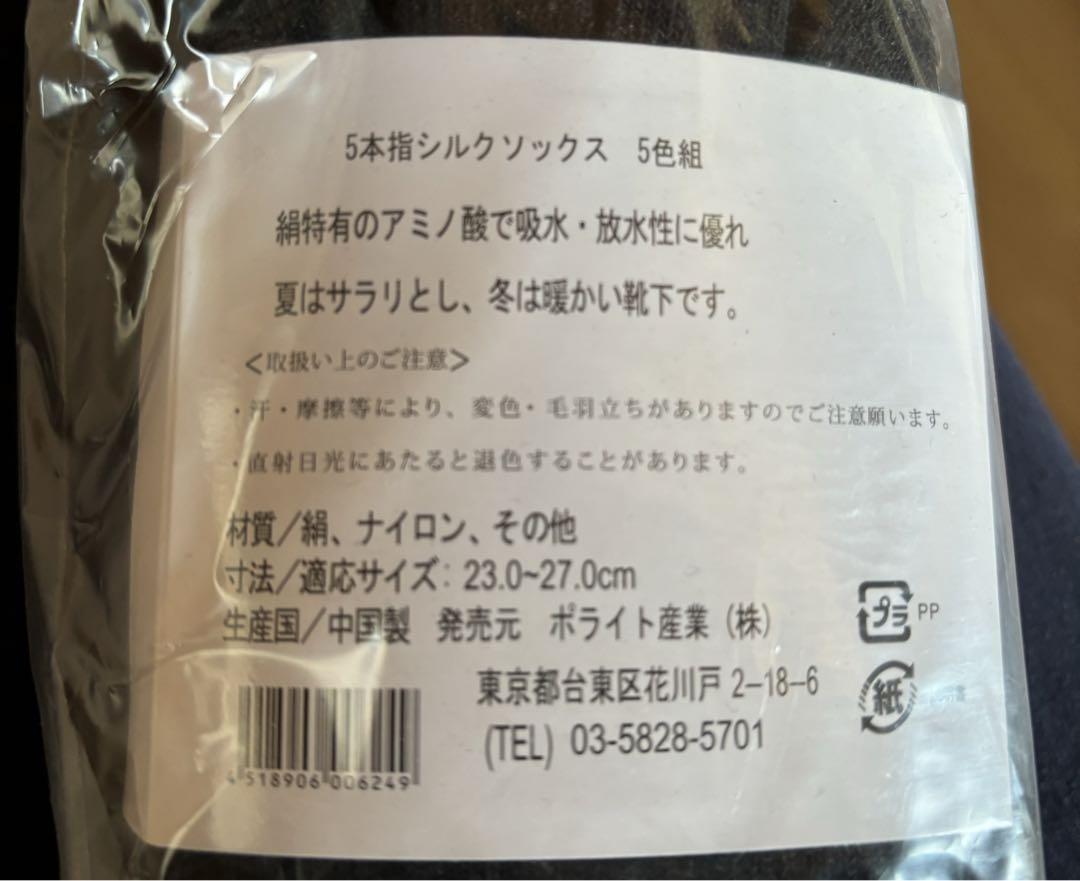 5本指シルクソックス　5色組
絹特有のアミノ酸で吸水・放水性に優れ
夏はサラリとし、冬は暖かい靴下です。
＜取扱い上のご注意＞
・汗・摩擦等により、変色・毛羽立ちがありますのでご注意願います。
・直射日光にあたると退色することがあります。
材質／絹、ナイロン、その他
寸法／適応サイズ：23.0~27.0cm
生産国／中国製　発売元　ポライト産業（株）
プラ PP
東京都台東区花川戸 2−18−6
紙
(TEL) 03-5828-5701
4 518906 006249